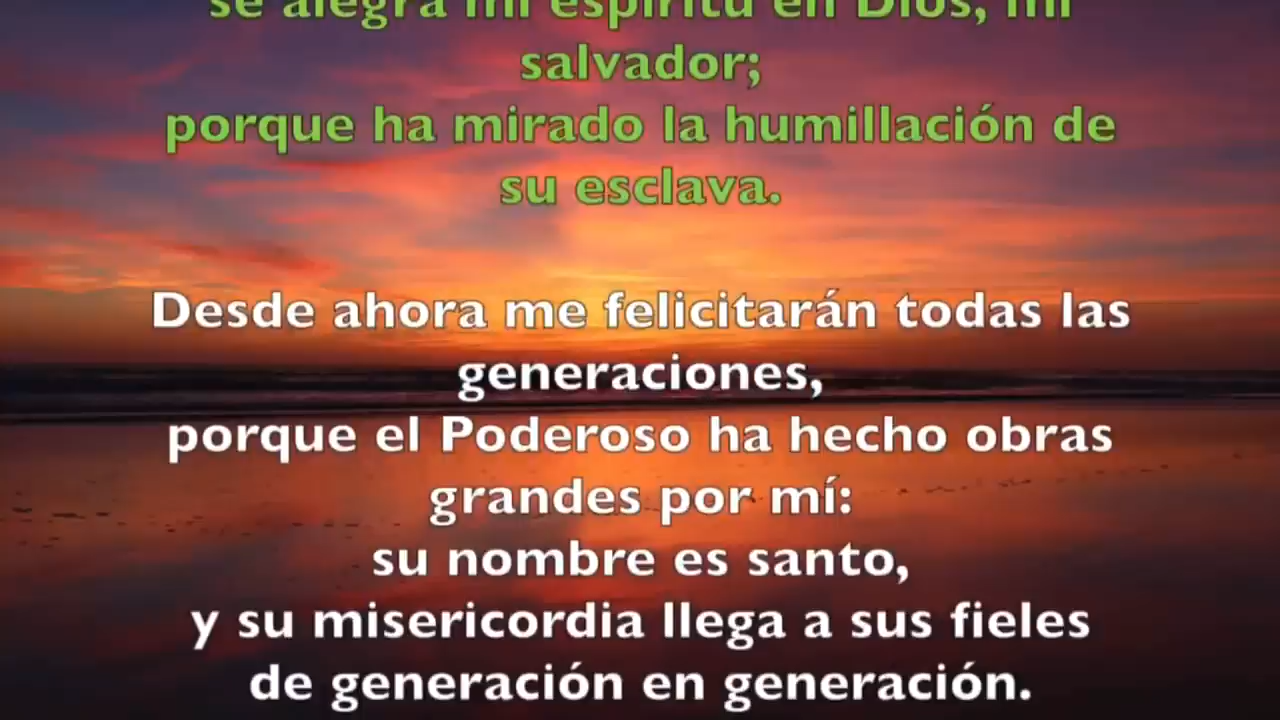 se alegra mi espíritu en Dios, mi
salvador;
porque ha mirado la humillación de
su esclava.
Desde ahora me felicitarán todas las
generaciones,
porque el Poderoso ha hecho obras
grandes por mí:
su nombre es santo,
y su misericordia llega a sus fieles
de generación en generación.